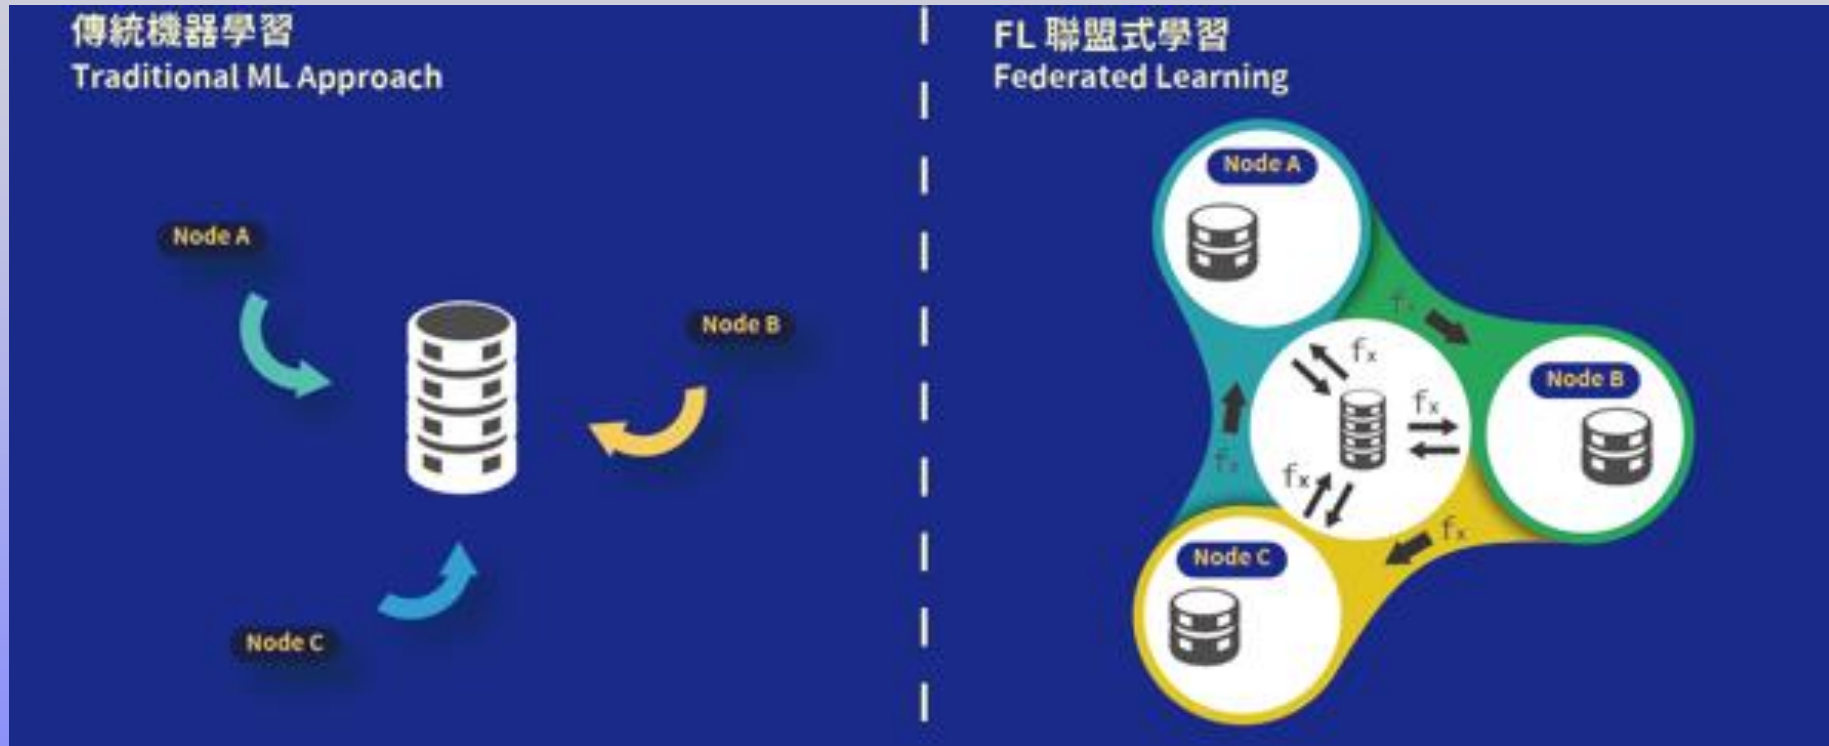 傳統機器學習
Traditional ML Approach
Node A
Node B
Node C
FL 聯盟式學習
Federated Learning
Node A
fx
fx
Node B
fx
fx
fx
fx
Node C